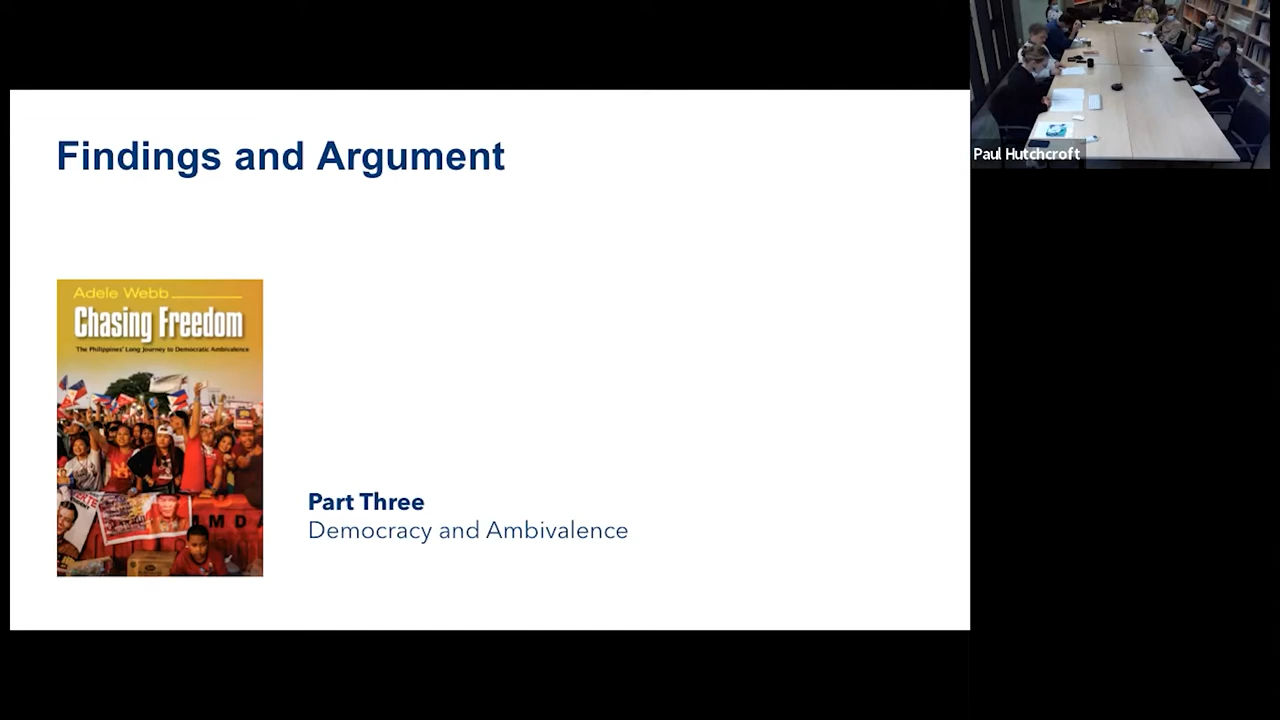 Findings and Argument
Adele Webb
Chasing Freedom
The Philippines' Long Journey to Democratic Ambivalence
MMDA
Part Three
Democracy and Ambivalence
Paul Hutchcroft